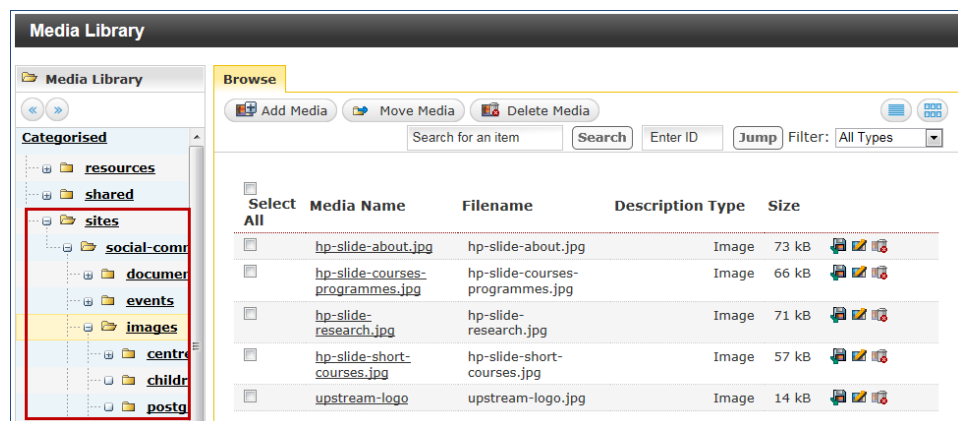 Media Library
Media Library
Categorised
resources
shared
sites
social-comm
documen
events
images
centre
childr
postg
Browse
Add Media Move Media Delete Media
Search for an item Search Enter ID Jump Filter: All Types
Select All Media Name Filename Description Type Size
hp-slide-about.jpg hp-slide-about.jpg Image 73 kB
hp-slide-courses- hp-slide-courses- Image 66 kB
programmes.jpg programmes.jpg
hp-slide- hp-slide- Image 71 kB
research.jpg research.jpg
hp-slide-short- hp-slide-short- Image 57 kB
courses.jpg courses.jpg
upstream-logo upstream-logo.jpg Image 14 kB